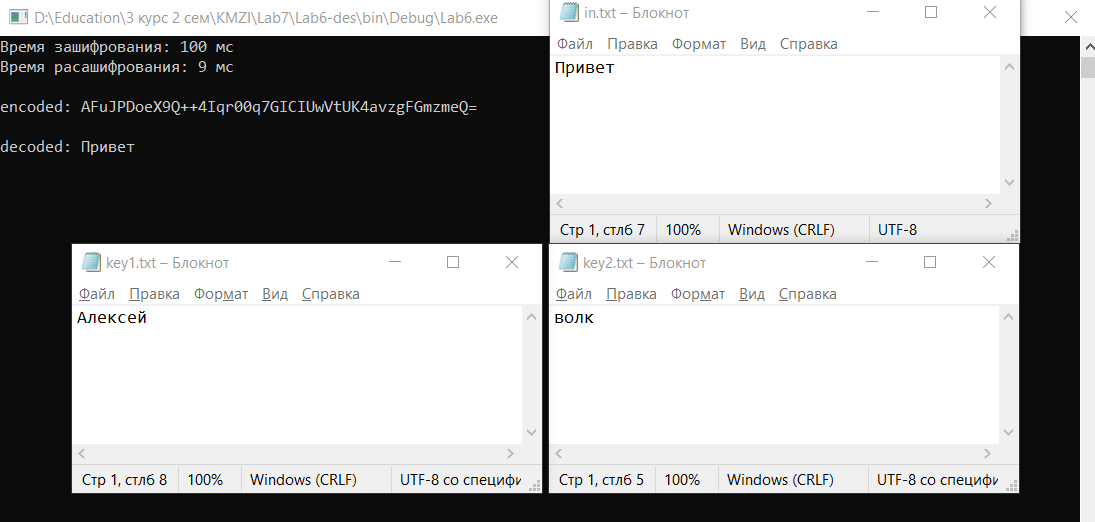 D:\Education\3 курс 2 сем\KMZI\Lab7\Lab6-des\bin\Debug\Lab6.exe
Время зашифрования: 100 мс
Время расашифрования: 9 мс
encoded: AFuJPDoeX9Q++4Iqr00q7GICIUwVtUK4avzgFGmzmeQ=
decoded: Привет
in.txt – Блокнот
Файл Правка Формат Вид Справка
Привет
Стр 1, стлб 7 100% Windows (CRLF) UTF-8
key1.txt – Блокнот
Файл Правка Формат Вид Справка
Алексей
Стр 1, стлб 8 100% Windows (CRLF) UTF-8 со специфи
key2.txt – Блокнот
Файл Правка Формат Вид Справка
волк
Стр 1, стлб 5 100% Windows (CRLF) UTF-8 со специфи